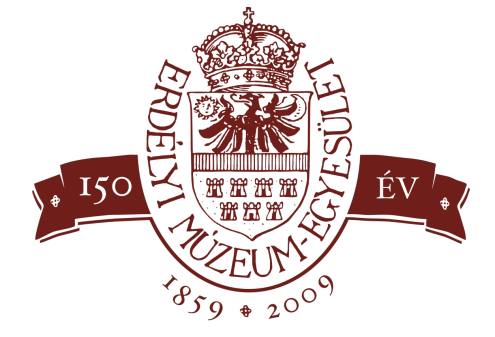 ERDÉLYI MÚZEUM-EGYESÜLET
150 ÉV
1859 2009